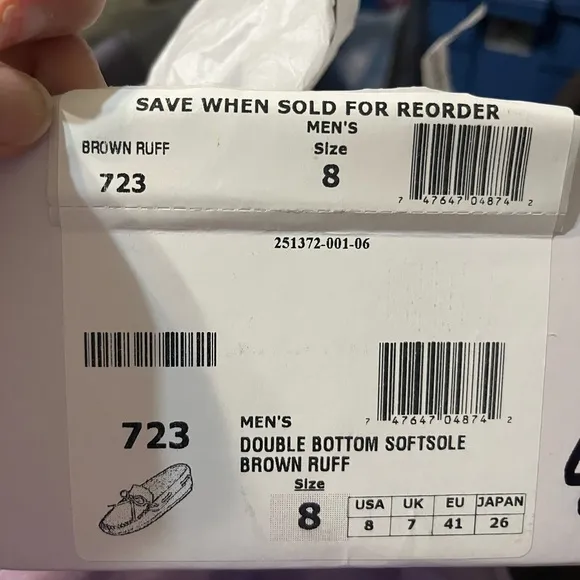 SAVE WHEN SOLD FOR REORDER
BROWN RUFF
723
MEN'S
Size
8
7 47647 04874 2
251372-001-06
723
MEN'S
DOUBLE BOTTOM SOFTSOLE
BROWN RUFF
7 47647 04874 2
Size
8
USA UK EU JAPAN
8 7 41 26